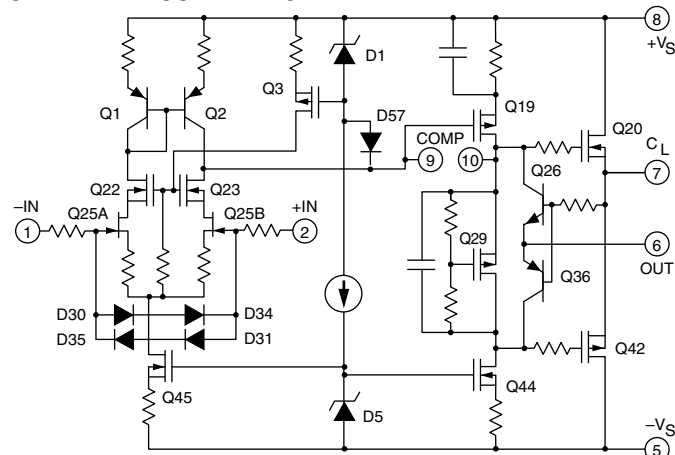 8
+VS
D1
Q3
Q1
Q2
D57
Q19
Q20
COMP
9
10
CL
7
Q26
Q22
Q23
–IN
Q25A
Q25B
+IN
1
2
Q29
6
OUT
Q36
D30
D34
D35
D31
Q42
Q45
Q44
D5
–VS
5